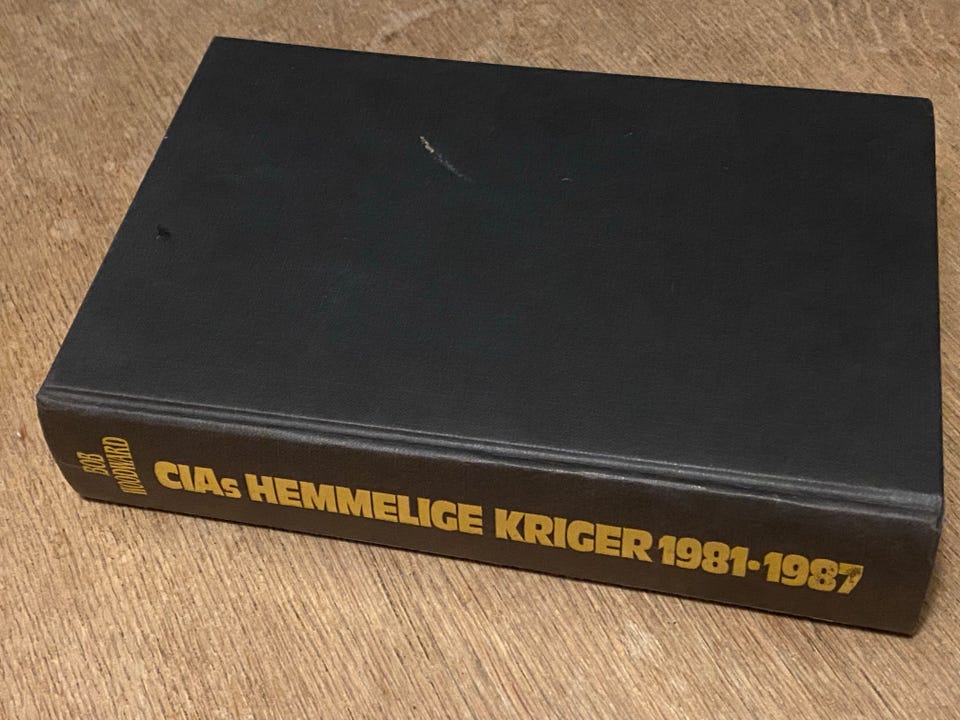 BOB
WOODWARD
CIAs HEMMELIGE KRIGER 1981-1987